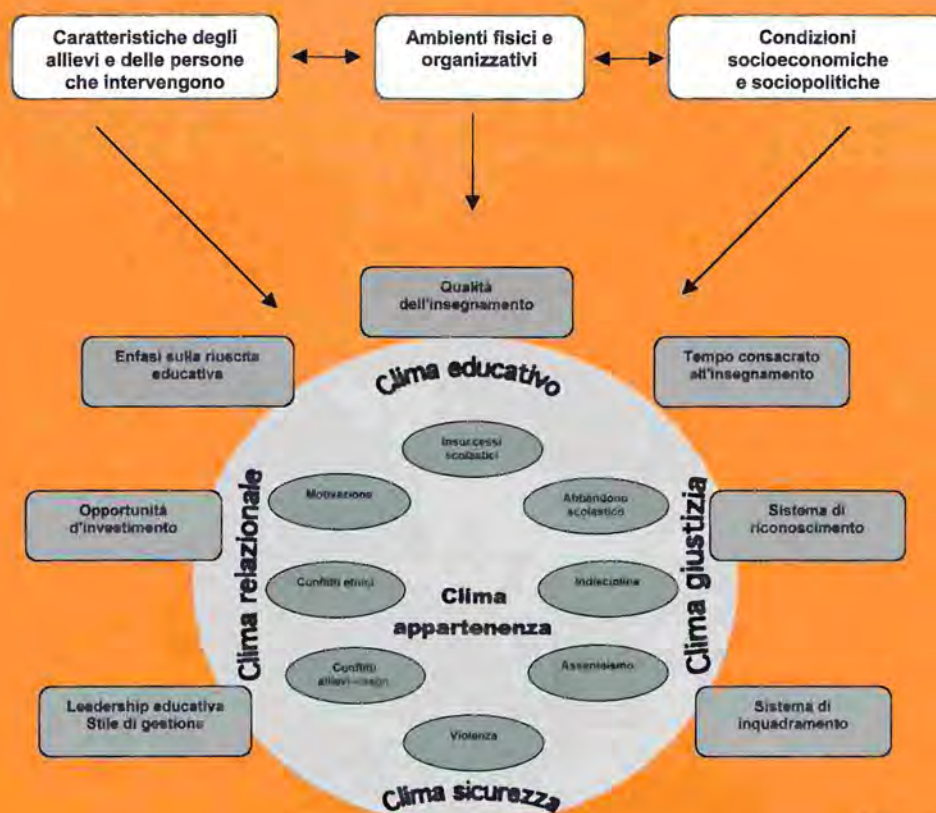 Caratteristiche degli
allievi e delle persone
che intervengono
Ambienti fisici e
organizzativi
Condizioni
socioeconomiche
e sociopolitiche
Qualità
dell'insegnamento
Enfasi sulla riuscita
educativa
Tempo consacrato
all'insegnamento
Clima educativo
Insuccessi
scolastici
Motivazione
Abbandono
scolastico
Opportunità
d'investimento
Clima relazionale
Clima giustizia
Sistema di
riconoscimento
Conflitti etnici
Indisciplina
Clima
appartenenza
Conflitti
allievi-insegn.
Assenteismo
Leadership educativa
Stile di gestione
Sistema di
inquadramento
Violenza
Clima sicurezza